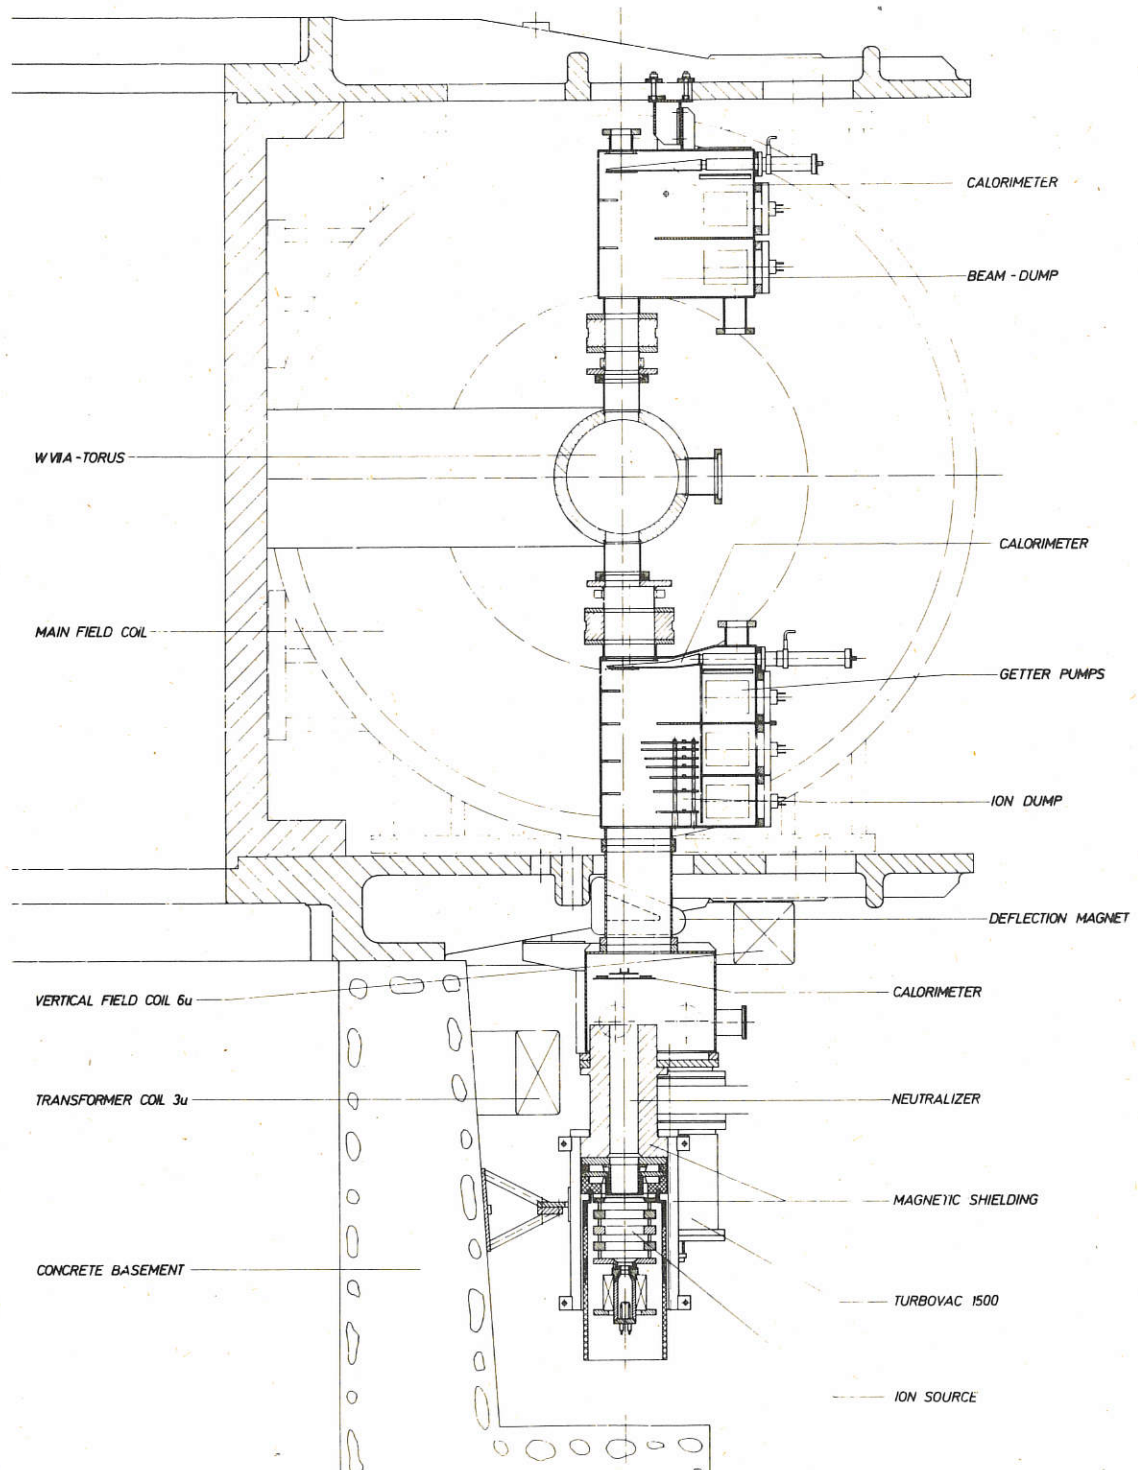 CALORIMETER
BEAM-DUMP
W VIIA-TORUS
CALORIMETER
MAIN FIELD COIL
GETTER PUMPS
ION DUMP
DEFLECTION MAGNET
VERTICAL FIELD COIL 6u
CALORIMETER
TRANSFORMER COIL 3u
NEUTRALIZER
MAGNETIC SHIELDING
CONCRETE BASEMENT
TURBOVAC 1500
ION SOURCE